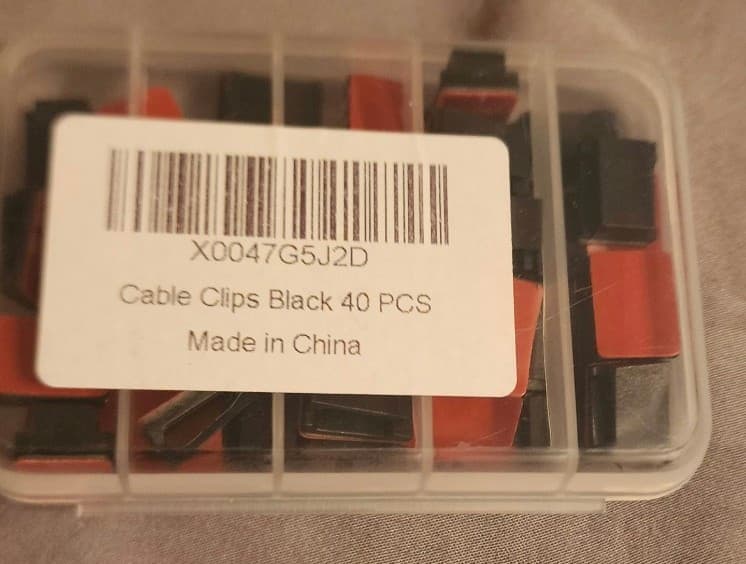 X0047G5J2D
Cable Clips Black 40 PCS
Made in China